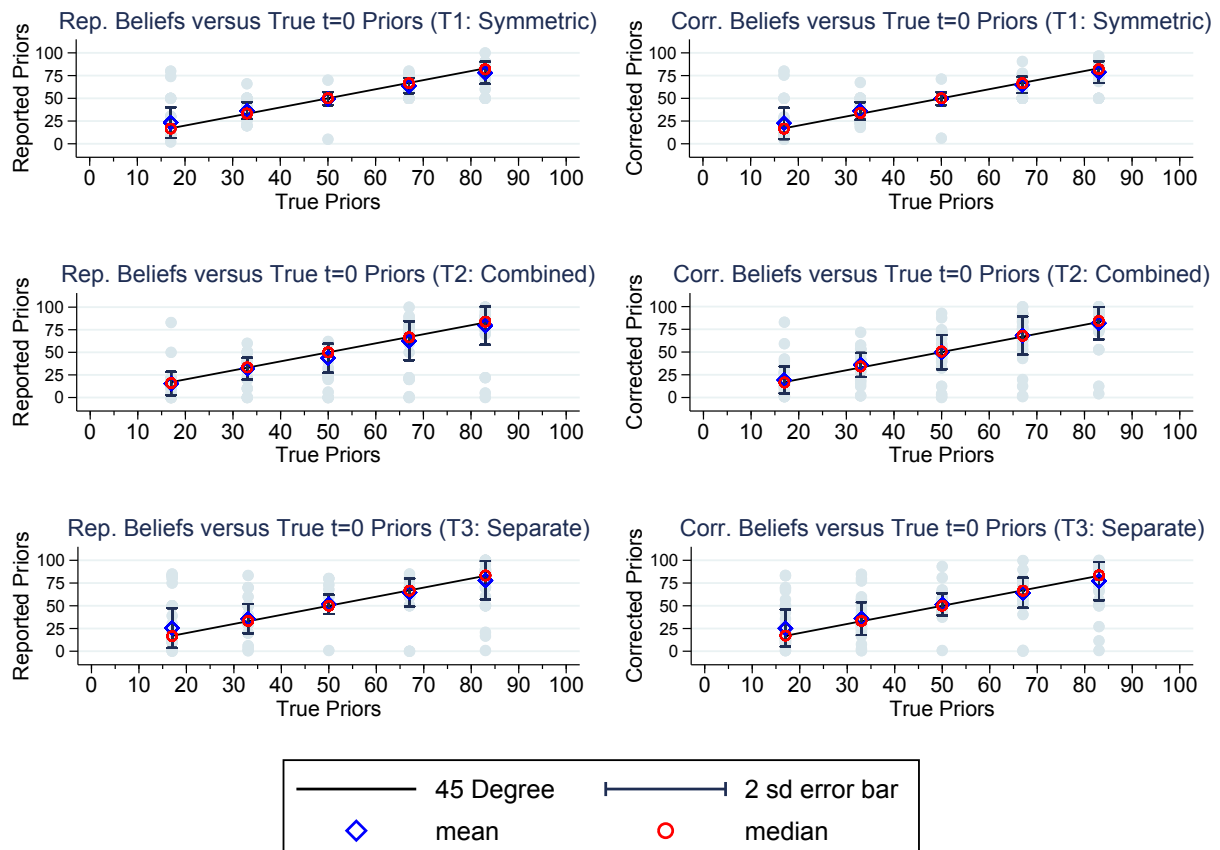 Rep. Beliefs versus True t=0 Priors (T1: Symmetric)
Reported Priors
100
75
50
25
0
0 10 20 30 40 50 60 70 80 90 100
True Priors
Corr. Beliefs versus True t=0 Priors (T1: Symmetric)
Corrected Priors
100
75
50
25
0
0 10 20 30 40 50 60 70 80 90 100
True Priors
Rep. Beliefs versus True t=0 Priors (T2: Combined)
Reported Priors
100
75
50
25
0
0 10 20 30 40 50 60 70 80 90 100
True Priors
Corr. Beliefs versus True t=0 Priors (T2: Combined)
Corrected Priors
100
75
50
25
0
0 10 20 30 40 50 60 70 80 90 100
True Priors
Rep. Beliefs versus True t=0 Priors (T3: Separate)
Reported Priors
100
75
50
25
0
0 10 20 30 40 50 60 70 80 90 100
True Priors
Corr. Beliefs versus True t=0 Priors (T3: Separate)
Corrected Priors
100
75
50
25
0
0 10 20 30 40 50 60 70 80 90 100
True Priors
45 Degree 2 sd error bar
mean median